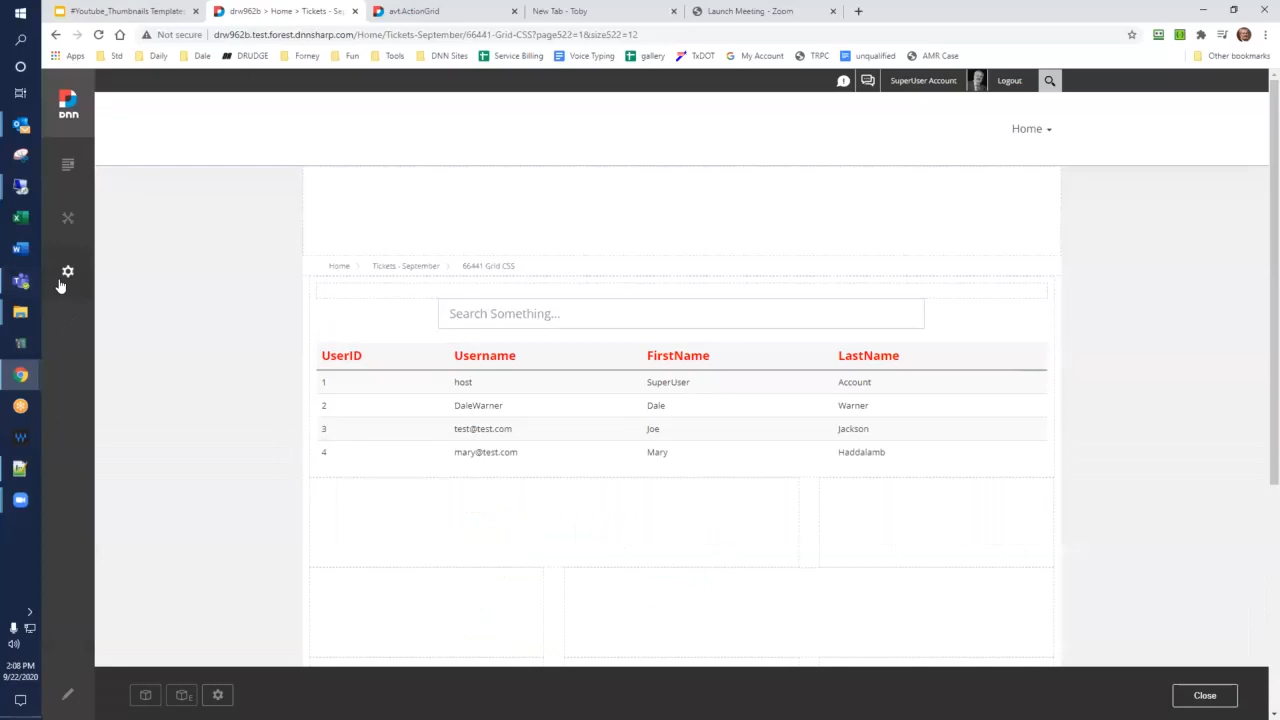 #Youtube_Thumbnails Template:
drw962b > Home > Tickets - Se
avt.ActionGrid
New Tab - Toby
Launch Meeting - Zoom
Not secure
drw962b.test.forest.dnnsharp.com/Home/Tickets-September/66441-Grid-CSS?page522=1&size522=12
Apps
Std
Daily
Dale
DRUDGE
Forney
Fun
Tools
DNN Sites
Service Billing
Voice Typing
gallery
TxDOT
My Account
TRPC
unqualified
AMR Case
Other bookmarks
DNN
SuperUser Account
Logout
Home
Home
Tickets - September
66441 Grid CSS
Search Something...
UserID Username FirstName LastName
1 host SuperUser Account
2 DaleWarner Dale Warner
3 test@test.com Joe Jackson
4 mary@test.com Mary Haddalamb
2:08 PM
9/22/2020
E
Close